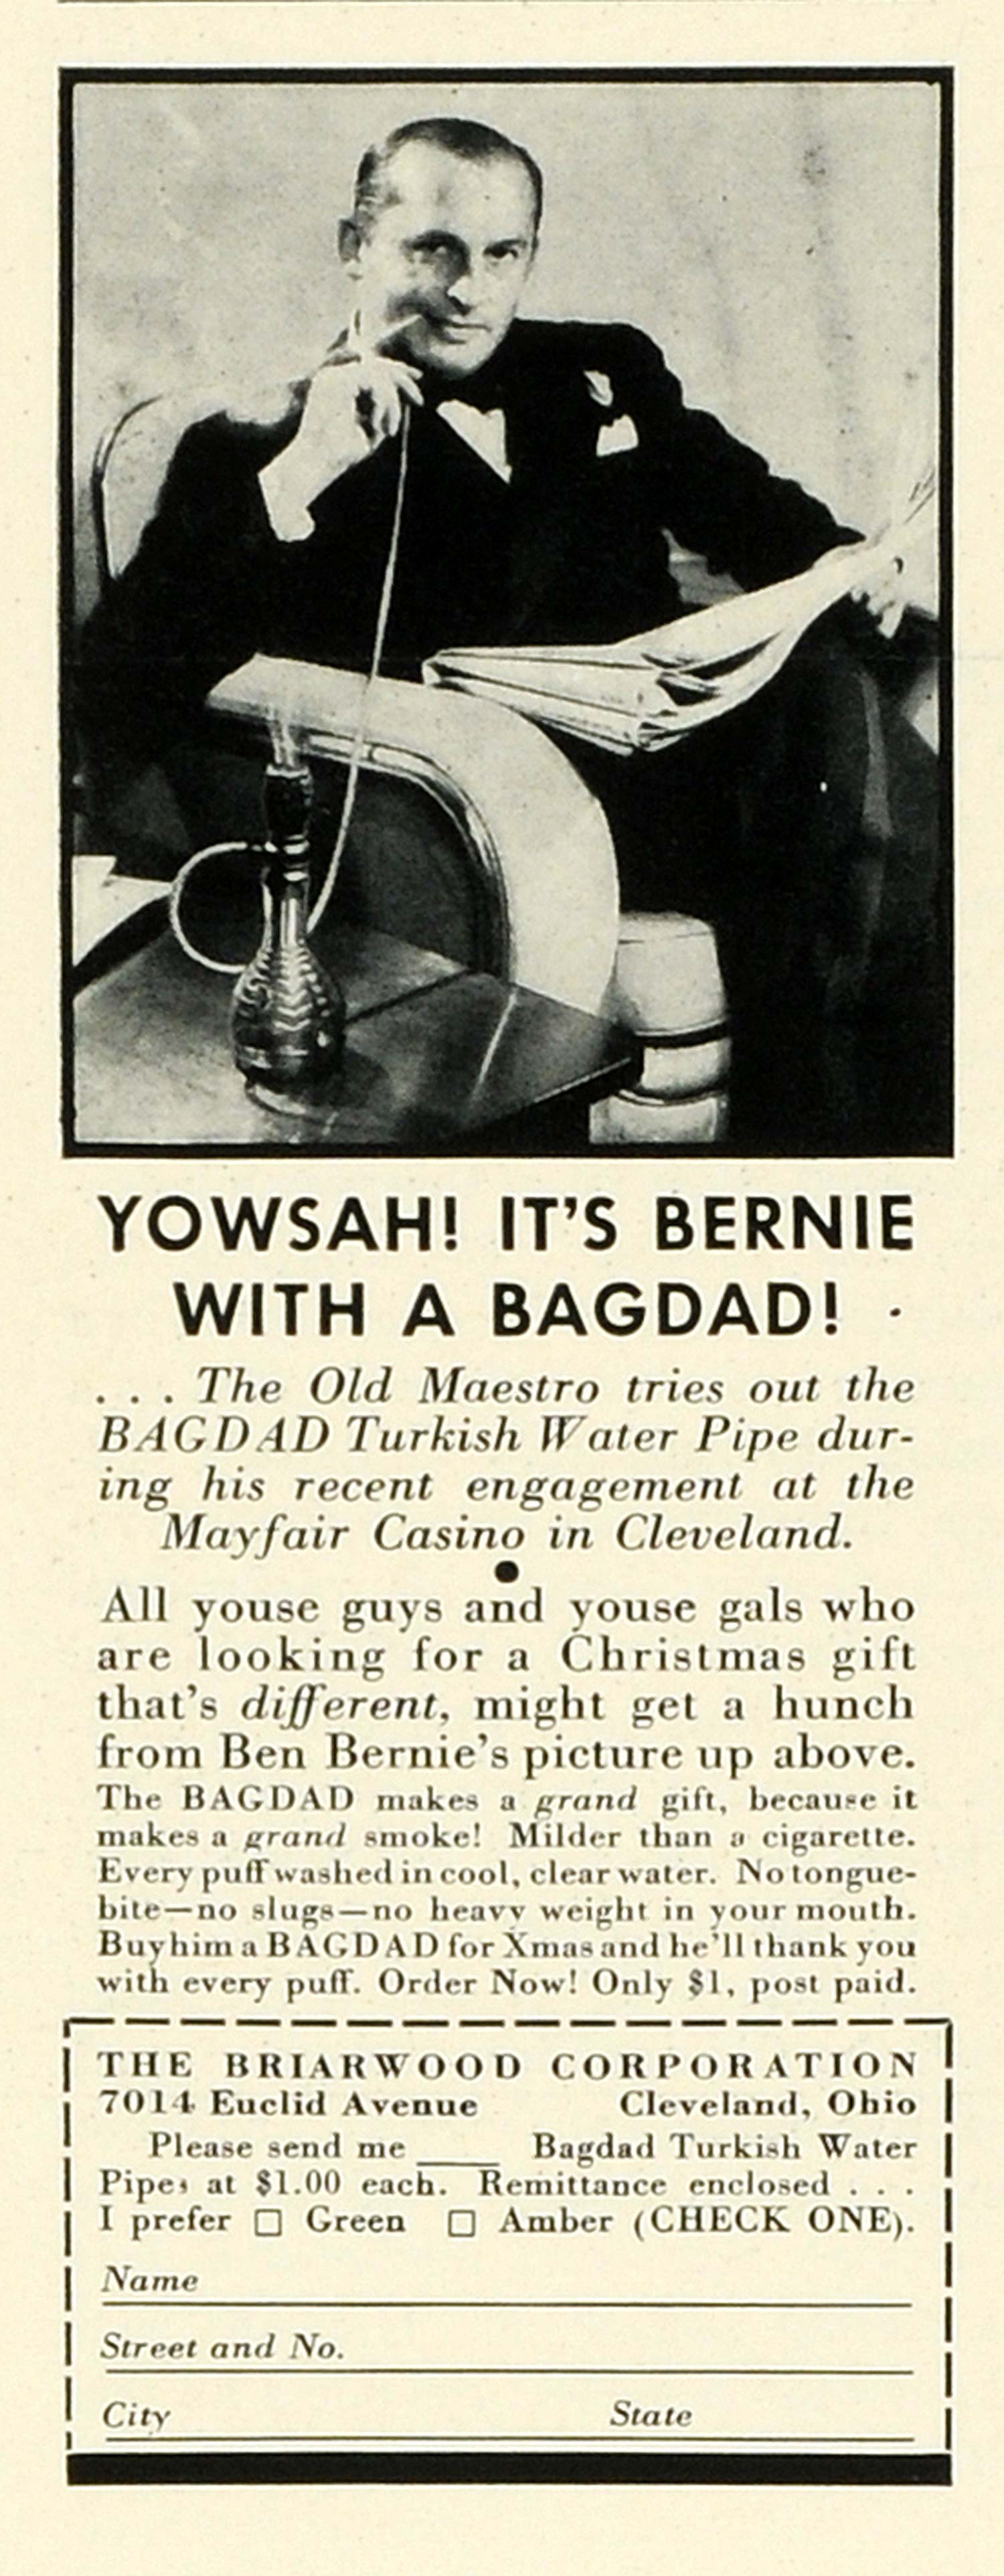 YOWSAH! IT'S BERNIE
WITH A BAGDAD!
. . . The Old Maestro tries out the
BAGDAD Turkish Water Pipe dur-
ing his recent engagement at the
Mayfair Casino in Cleveland.
All youse guys and youse gals who
are looking for a Christmas gift
that's different, might get a hunch
from Ben Bernie's picture up above.
The BAGDAD makes a grand gift, because it
makes a grand smoke! Milder than a cigarette.
Every puff washed in cool, clear water. No tongue-
bite—no slugs—no heavy weight in your mouth.
Buy him a BAGDAD for Xmas and he'll thank you
with every puff. Order Now! Only $1, post paid.
THE BRIARWOOD CORPORATION
7014 Euclid Avenue Cleveland, Ohio
Please send me ____ Bagdad Turkish Water
Pipes at $1.00 each. Remittance enclosed . . .
I prefer □ Green □ Amber (CHECK ONE).
Name
Street and No.
City State